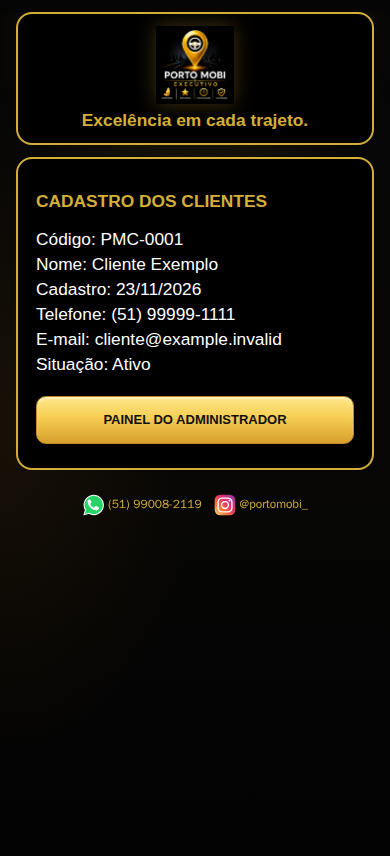 PORTO MOBI
EXECUTIVO
Excelência em cada trajeto.
CADASTRO DOS CLIENTES
Código: PMC-0001
Nome: Cliente Exemplo
Cadastro: 23/11/2026
Telefone: (51) 99999-1111
E-mail: cliente@example.invalid
Situação: Ativo
PAINEL DO ADMINISTRADOR
(51) 99008-2119 @portomobi_